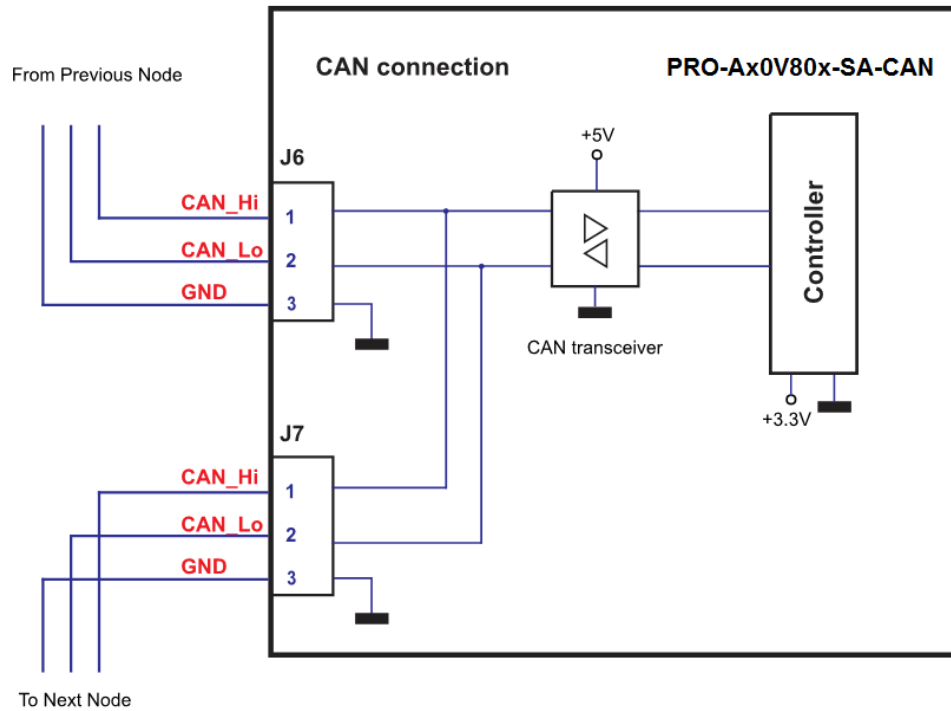 CAN connection
PRO-Ax0V80x-SA-CAN
From Previous Node
+5V
J6
CAN_Hi
1
CAN_Lo
2
GND
3
Controller
CAN transceiver
+3.3V
J7
CAN_Hi
1
CAN_Lo
2
GND
3
To Next Node